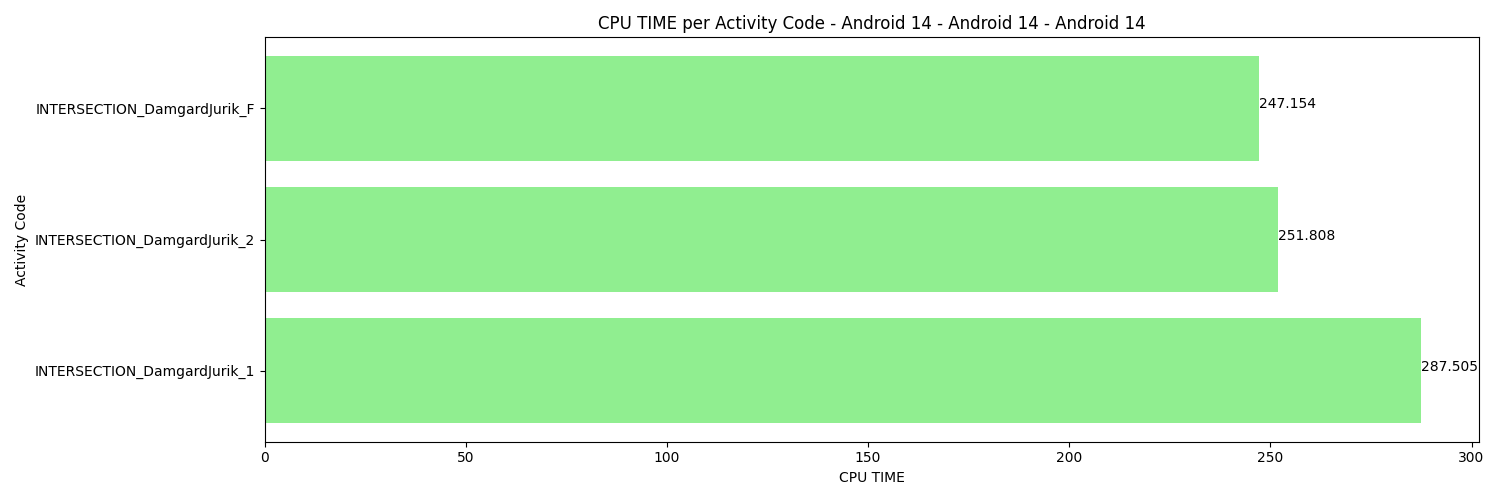 CPU TIME per Activity Code - Android 14 - Android 14 - Android 14
Activity Code
INTERSECTION_DamgardJurik_F
247.154
INTERSECTION_DamgardJurik_2
251.808
INTERSECTION_DamgardJurik_1
287.505
0 50 100 150 200 250 300
CPU TIME